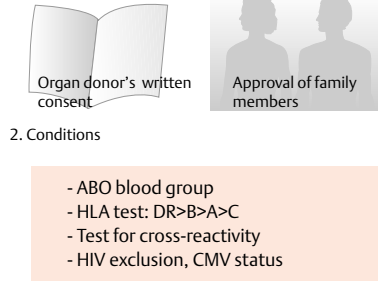 Organ donor's written
consent
Approval of family
members
2. Conditions
- ABO blood group
- HLA test: DR>B>A>C
- Test for cross-reactivity
- HIV exclusion, CMV status